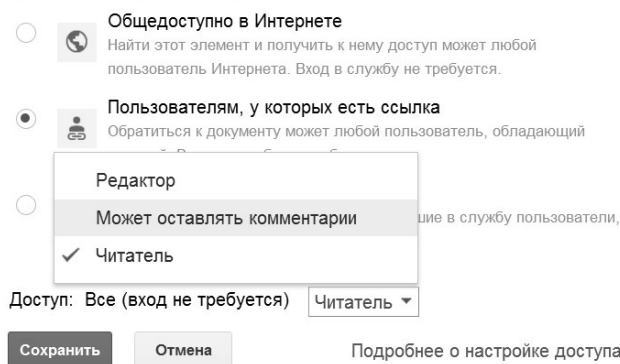 Общедоступно в Интернете
Найти этот элемент и получить к нему доступ может любой
пользователь Интернета. Вход в службу не требуется.
Пользователям, у которых есть ссылка
Обратиться к документу может любой пользователь, обладающий
Редактор
Может оставлять комментарии
в службу пользователи,
Читатель
Доступ: Все (вход не требуется) Читатель
Сохранить Отмена Подробнее о настройке доступа